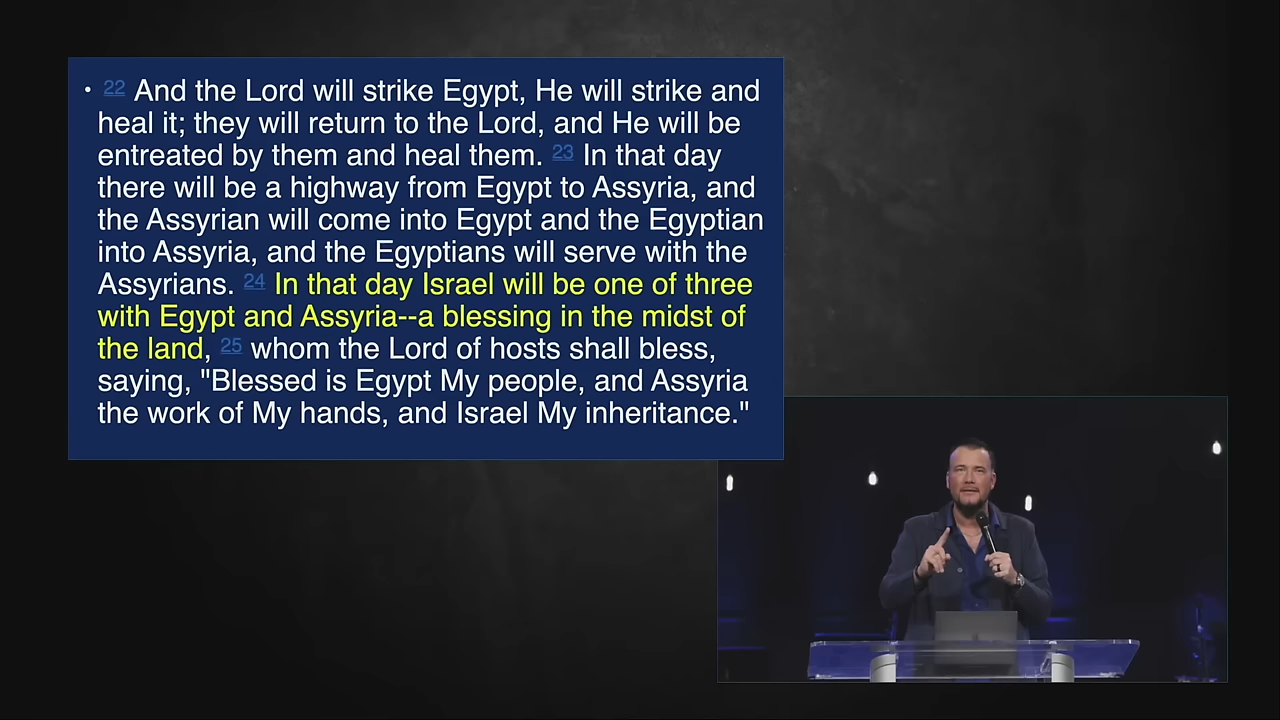 • 22 And the Lord will strike Egypt, He will strike and
heal it; they will return to the Lord, and He will be
entreated by them and heal them. 23 In that day
there will be a highway from Egypt to Assyria, and
the Assyrian will come into Egypt and the Egyptian
into Assyria, and the Egyptians will serve with the
Assyrians. 24 In that day Israel will be one of three
with Egypt and Assyria--a blessing in the midst of
the land, 25 whom the Lord of hosts shall bless,
saying, "Blessed is Egypt My people, and Assyria
the work of My hands, and Israel My inheritance."